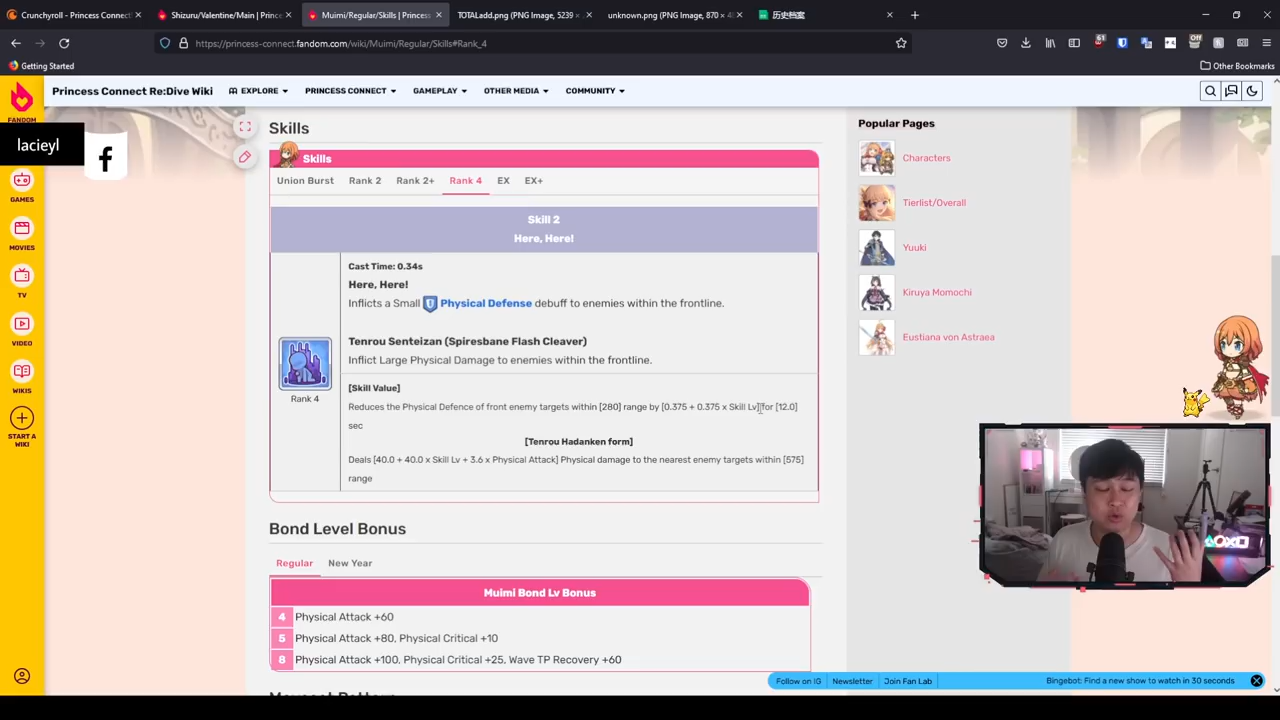 Crunchyroll - Princess Connect!
Shizuru/Valentine/Main | Princ
Muimi/Regular/Skills | Princess
TOTALadd.png (PNG Image, 5239 ×
unknown.png (PNG Image, 870 × 4
历史档案
https://princess-connect.fandom.com/wiki/Muimi/Regular/Skills#Rank_4
61
Off
Getting Started
Other Bookmarks
FANDOM
Princess Connect Re:Dive Wiki
EXPLORE
PRINCESS CONNECT
GAMEPLAY
OTHER MEDIA
COMMUNITY
lacieyl
GAMES
MOVIES
TV
VIDEO
WIKIS
START A
WIKI
Skills
Skills
Union Burst
Rank 2
Rank 2+
Rank 4
EX
EX+
Skill 2
Here, Here!
Cast Time: 0.34s
Here, Here!
Inflicts a Small Physical Defense debuff to enemies within the frontline.
Tenrou Senteizan (Spiresbane Flash Cleaver)
Inflict Large Physical Damage to enemies within the frontline.
Rank 4
[Skill Value]
Reduces the Physical Defence of front enemy targets within [280] range by [0.375 + 0.375 x Skill Lv] for [12.0]
sec
[Tenrou Hadanken form]
Deals [40.0 + 40.0 x Skill Lv + 3.6 x Physical Attack] Physical damage to the nearest enemy targets within [575]
range
Bond Level Bonus
Regular
New Year
Muimi Bond Lv Bonus
4 Physical Attack +60
5 Physical Attack +80, Physical Critical +10
8 Physical Attack +100, Physical Critical +25, Wave TP Recovery +60
Movement Pattern
Popular Pages
Characters
Tierlist/Overall
Yuuki
Kiruya Momochi
Eustiana von Astraea
Follow on IG
Newsletter
Join Fan Lab
Bingebot: Find a new show to watch in 30 seconds